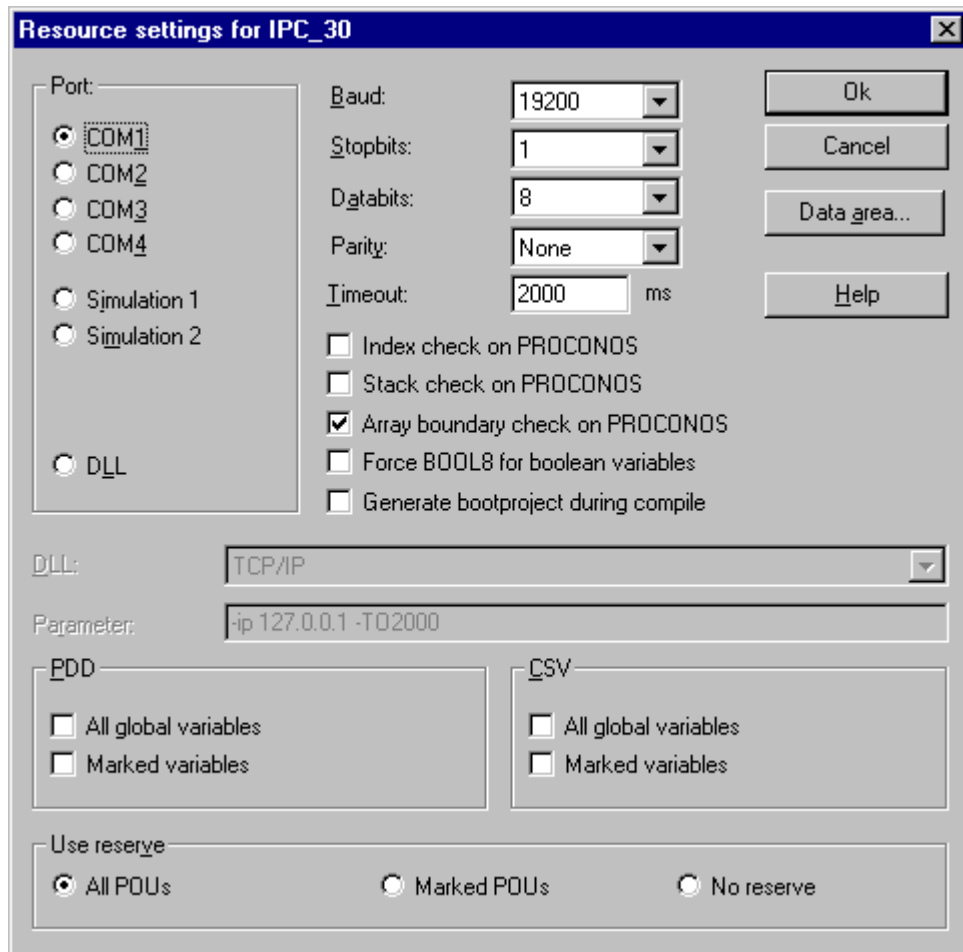 Resource settings for IPC_30
Port:
COM1
COM2
COM3
COM4
Simulation 1
Simulation 2
DLL
Baud: 19200
Stopbits: 1
Databits: 8
Parity: None
Timeout: 2000 ms
Index check on PROCONOS
Stack check on PROCONOS
Array boundary check on PROCONOS
Force BOOL8 for boolean variables
Generate bootproject during compile
Ok
Cancel
Data area...
Help
DLL: TCP/IP
Parameter: -ip 127.0.0.1 -TO2000
PDD
All global variables
Marked variables
CSV
All global variables
Marked variables
Use reserve
All POUs Marked POUs No reserve